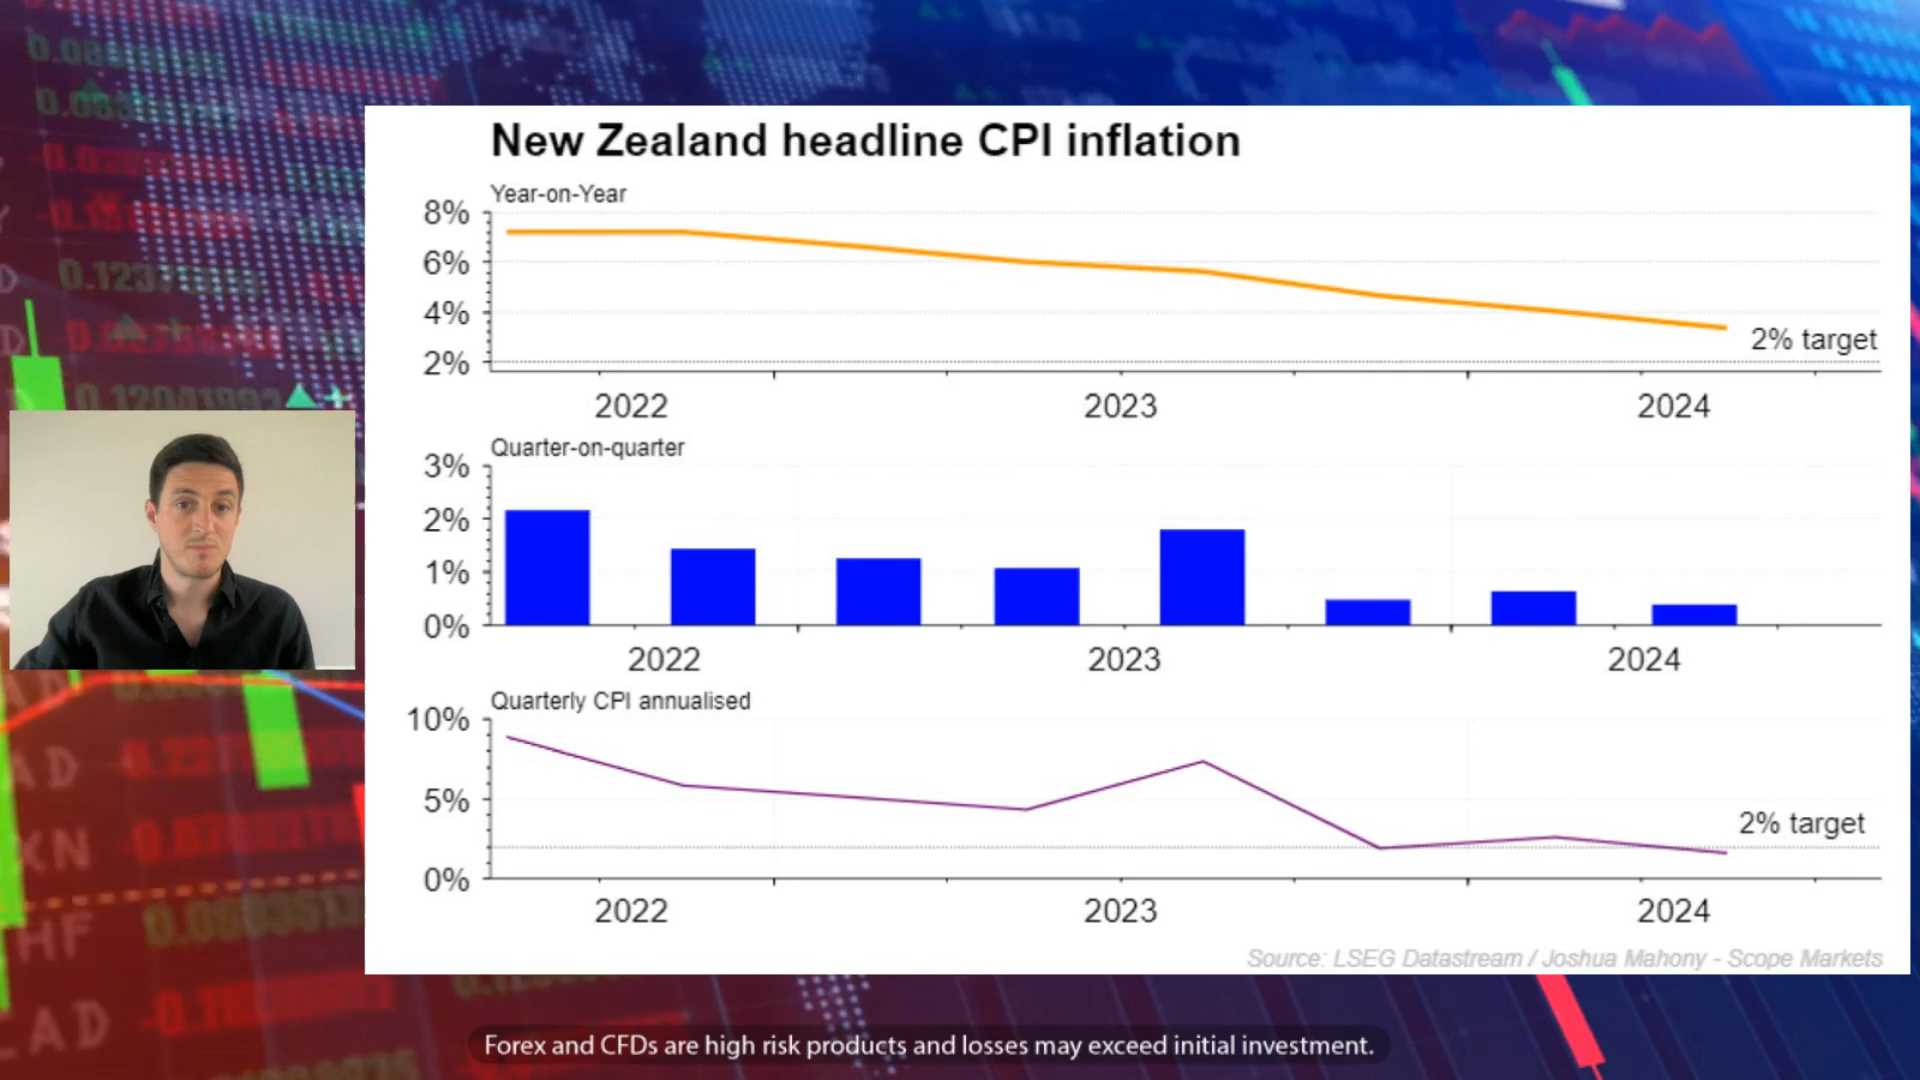 New Zealand headline CPI inflation
Year-on-Year
8%
6%
4%
2%
2% target
2022 2023 2024
Quarter-on-quarter
3%
2%
1%
0%
2022 2023 2024
Quarterly CPI annualised
10%
5%
0%
2% target
2022 2023 2024
Source: LSEG Datastream / Joshua Mahony - Scope Markets
Forex and CFDs are high risk products and losses may exceed initial investment.